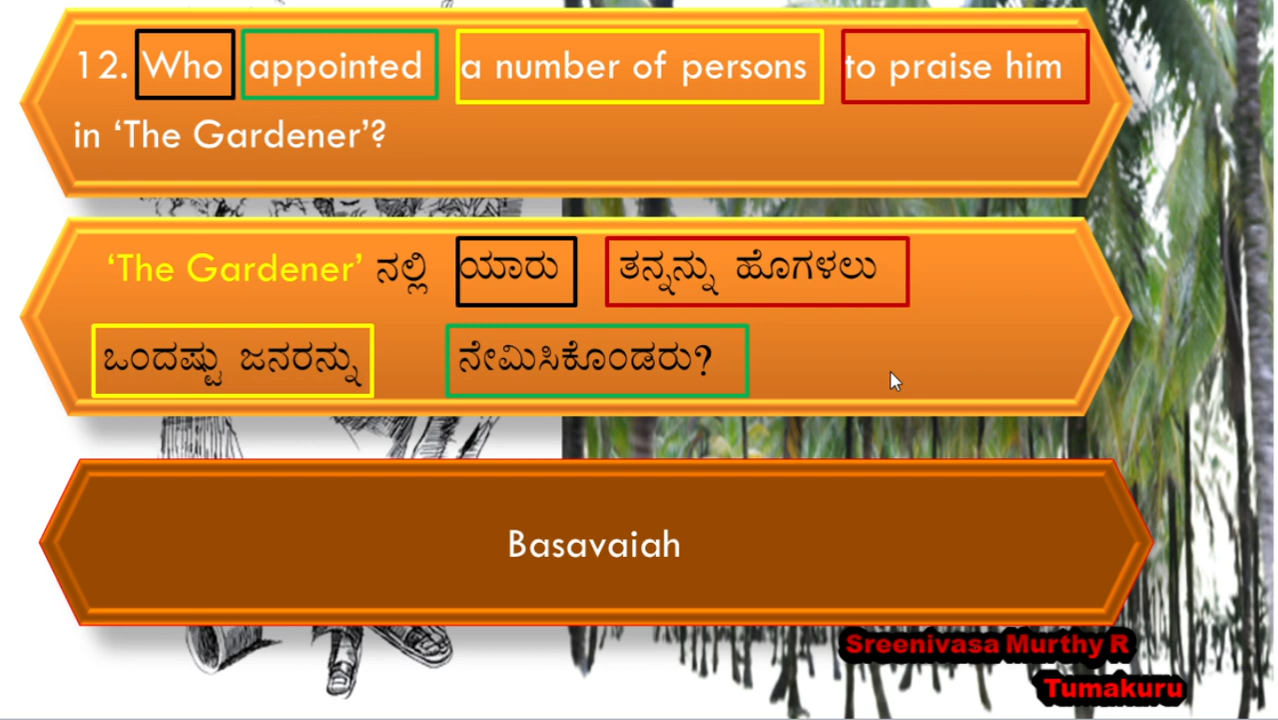 12. Who appointed a number of persons to praise him
in ‘The Gardener’?
‘The Gardener’ ನಲ್ಲಿ ಯಾರು ತನ್ನನ್ನು ಹೊಗಳಲು
ಒಂದಷ್ಟು ಜನರನ್ನು ನೇಮಿಸಿಕೊಂಡರು?
Basavaiah
Sreenivasa Murthy R
Tumakuru